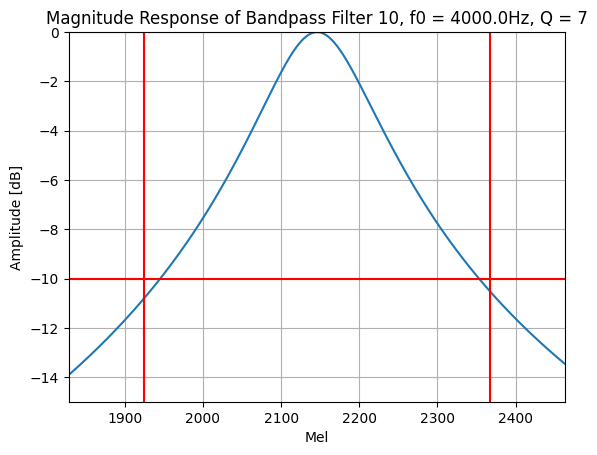 Magnitude Response of Bandpass Filter 10, f0 = 4000.0Hz, Q = 7
0
−2
−4
−6
−8
−10
−12
−14
Amplitude [dB]
1900 2000 2100 2200 2300 2400
Mel